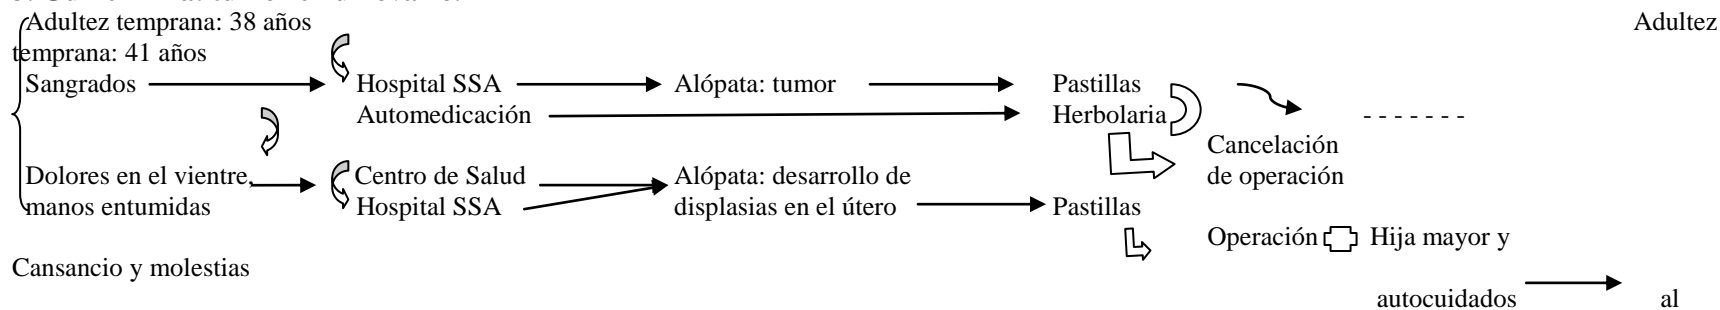 Adultez temprana: 38 años Adultez
temprana: 41 años
Sangrados Hospital SSA Alópata: tumor Pastillas
Automedicación Herbolaria - - - - - - -
Cancelación
Dolores en el vientre, Centro de Salud Alópata: desarrollo de de operación
manos entumidas Hospital SSA displasias en el útero Pastillas
Operación Hija mayor y
Cansancio y molestias
autocuidados al